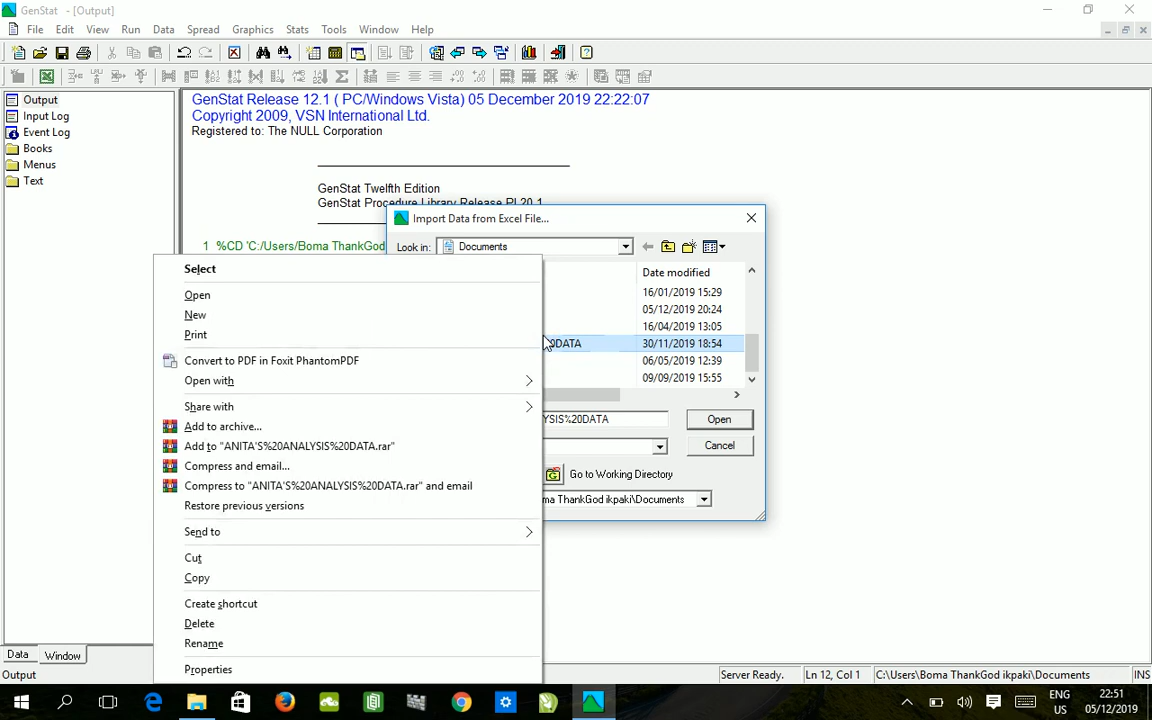 GenStat - [Output]
File Edit View Run Data Spread Graphics Stats Tools Window Help
Output
Input Log
Event Log
Books
Menus
Text
GenStat Release 12.1 ( PC/Windows Vista) 05 December 2019 22:22:07
Copyright 2009, VSN International Ltd.
Registered to: The NULL Corporation
GenStat Twelfth Edition
GenStat Procedure Library Release PL20.1
1 %CD 'C:/Users/Boma ThankGod
Import Data from Excel File...
Look in: Documents
Date modified
16/01/2019 15:29
05/12/2019 20:24
16/04/2019 13:05
0DATA 30/11/2019 18:54
06/05/2019 12:39
09/09/2019 15:55
YSIS%20DATA Open
Cancel
Go to Working Directory
oma ThankGod ikpaki\Documents
Select
Open
New
Print
Convert to PDF in Foxit PhantomPDF
Open with
Share with
Add to archive...
Add to "ANITA'S%20ANALYSIS%20DATA.rar"
Compress and email...
Compress to "ANITA'S%20ANALYSIS%20DATA.rar" and email
Restore previous versions
Send to
Cut
Copy
Create shortcut
Delete
Rename
Properties
Data Window
Output Server Ready. Ln 12, Col 1 C:\Users\Boma ThankGod ikpaki\Documents INS
ENG
US
22:51
05/12/2019